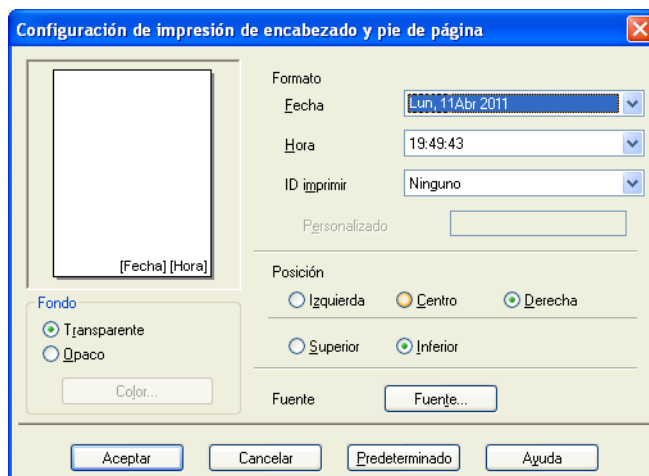 Configuración de impresión de encabezado y pie de página
[Fecha] [Hora]
Fondo
Transparente
Opaco
Color...
Formato
Fecha Lun, 11Abr 2011
Hora 19:49:43
ID imprimir Ninguno
Personalizado
Posición
Izquierda Centro Derecha
Superior Inferior
Fuente Fuente...
Aceptar Cancelar Predeterminado Ayuda